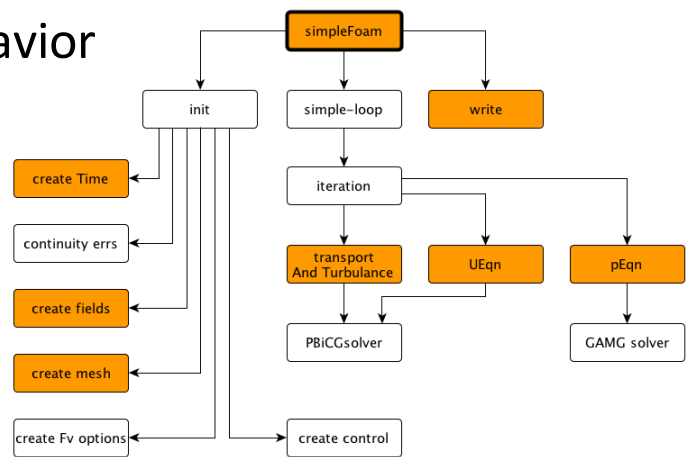 avior
simpleFoam
init
simple-loop
write
create Time
iteration
continuity errs
transport
And Turbulance
UEqn
pEqn
create fields
PBiCGsolver
GAMG solver
create mesh
create Fv options
create control